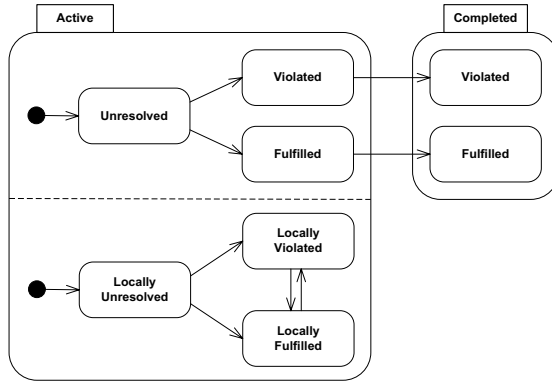 Active
Completed
Violated
Violated
Unresolved
Fulfilled
Fulfilled
Locally
Violated
Locally
Unresolved
Locally
Fulfilled